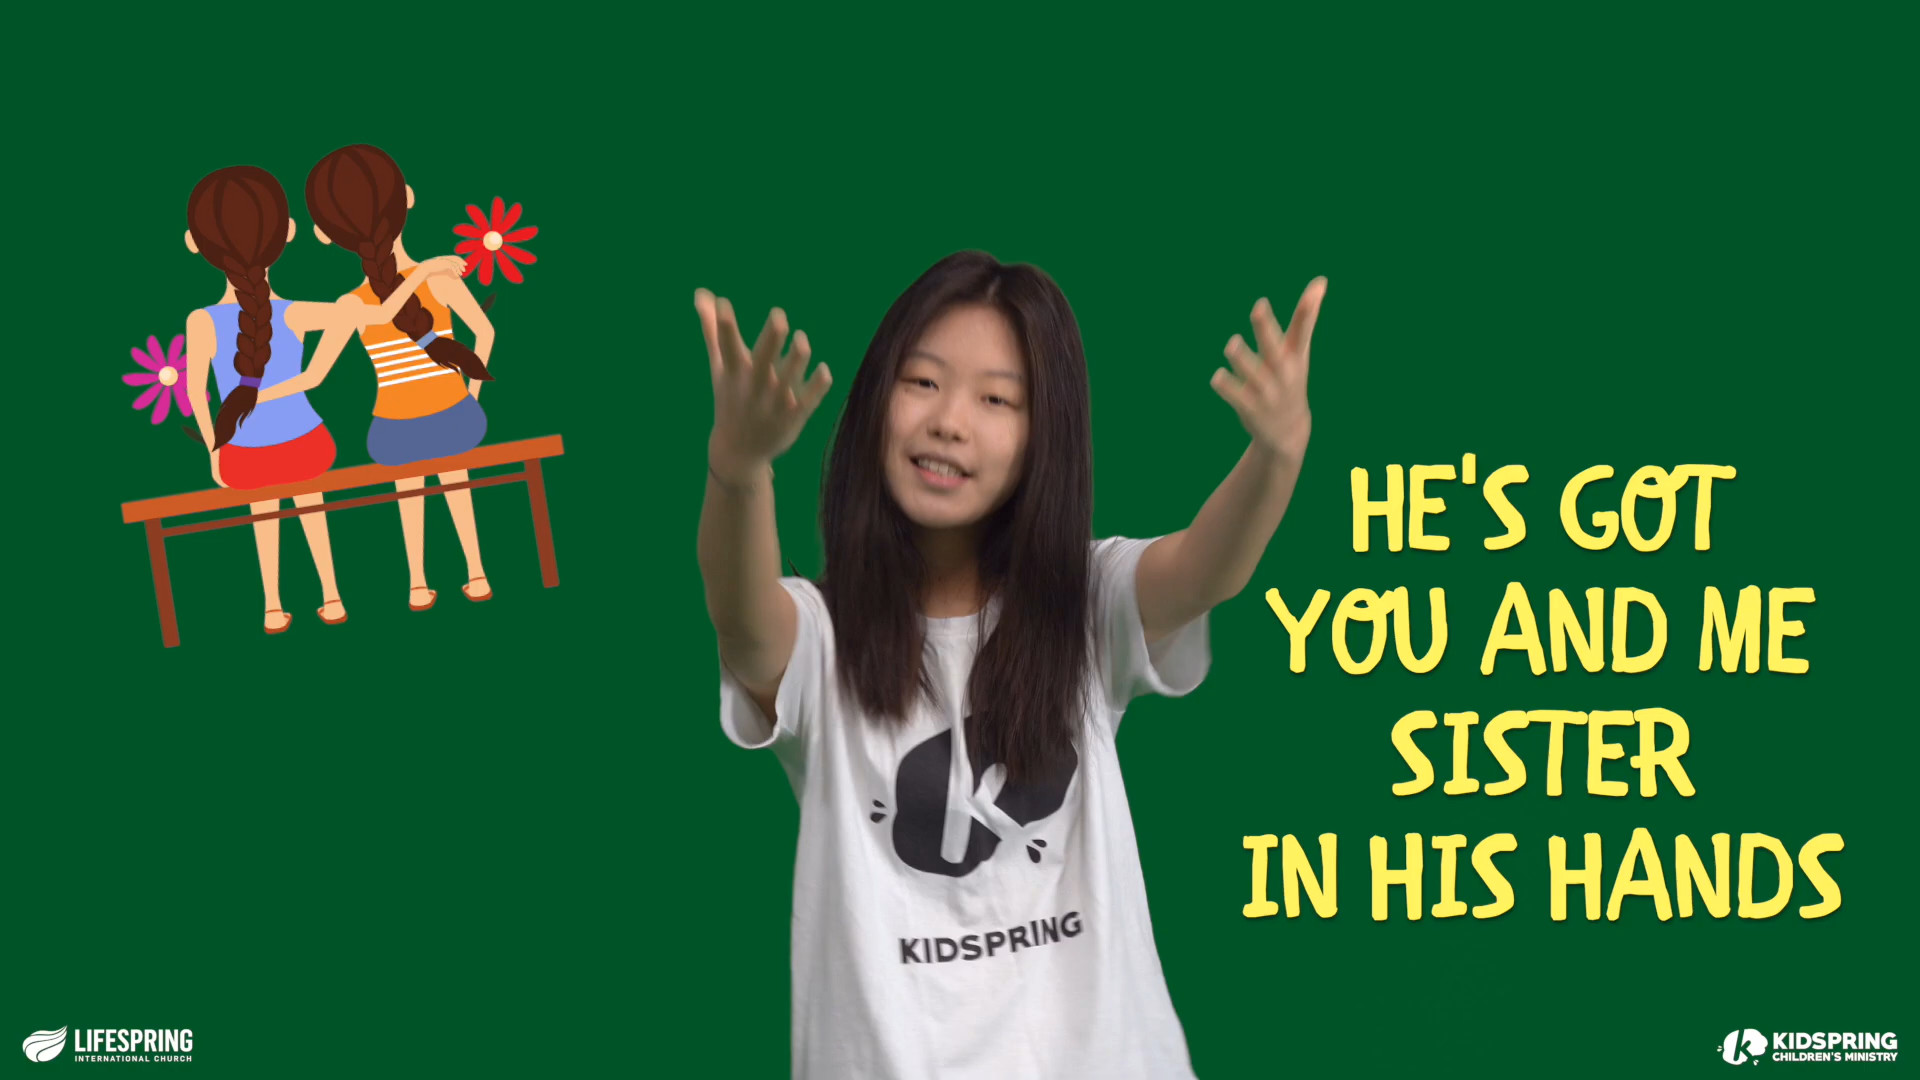 HE'S GOT
YOU AND ME
SISTER
IN HIS HANDS
K
KIDSPRING
LIFESPRING
INTERNATIONAL CHURCH
k
KIDSPRING
CHILDREN'S MINISTRY